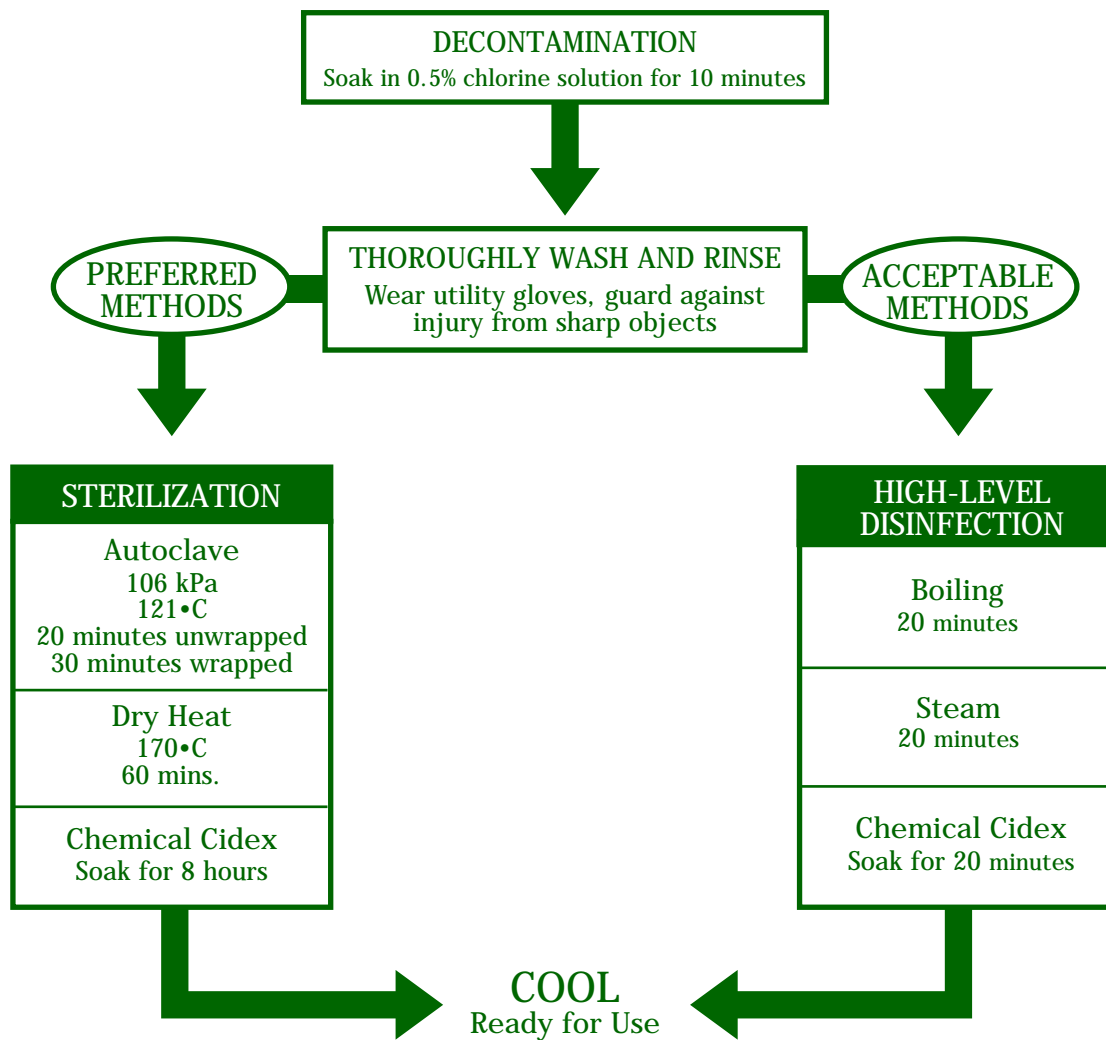 DECONTAMINATION
Soak in 0.5% chlorine solution for 10 minutes
THOROUGHLY WASH AND RINSE
Wear utility gloves, guard against
injury from sharp objects
PREFERRED
METHODS
ACCEPTABLE
METHODS
STERILIZATION
Autoclave
106 kPa
121•C
20 minutes unwrapped
30 minutes wrapped
Dry Heat
170•C
60 mins.
Chemical Cidex
Soak for 8 hours
HIGH-LEVEL
DISINFECTION
Boiling
20 minutes
Steam
20 minutes
Chemical Cidex
Soak for 20 minutes
COOL
Ready for Use